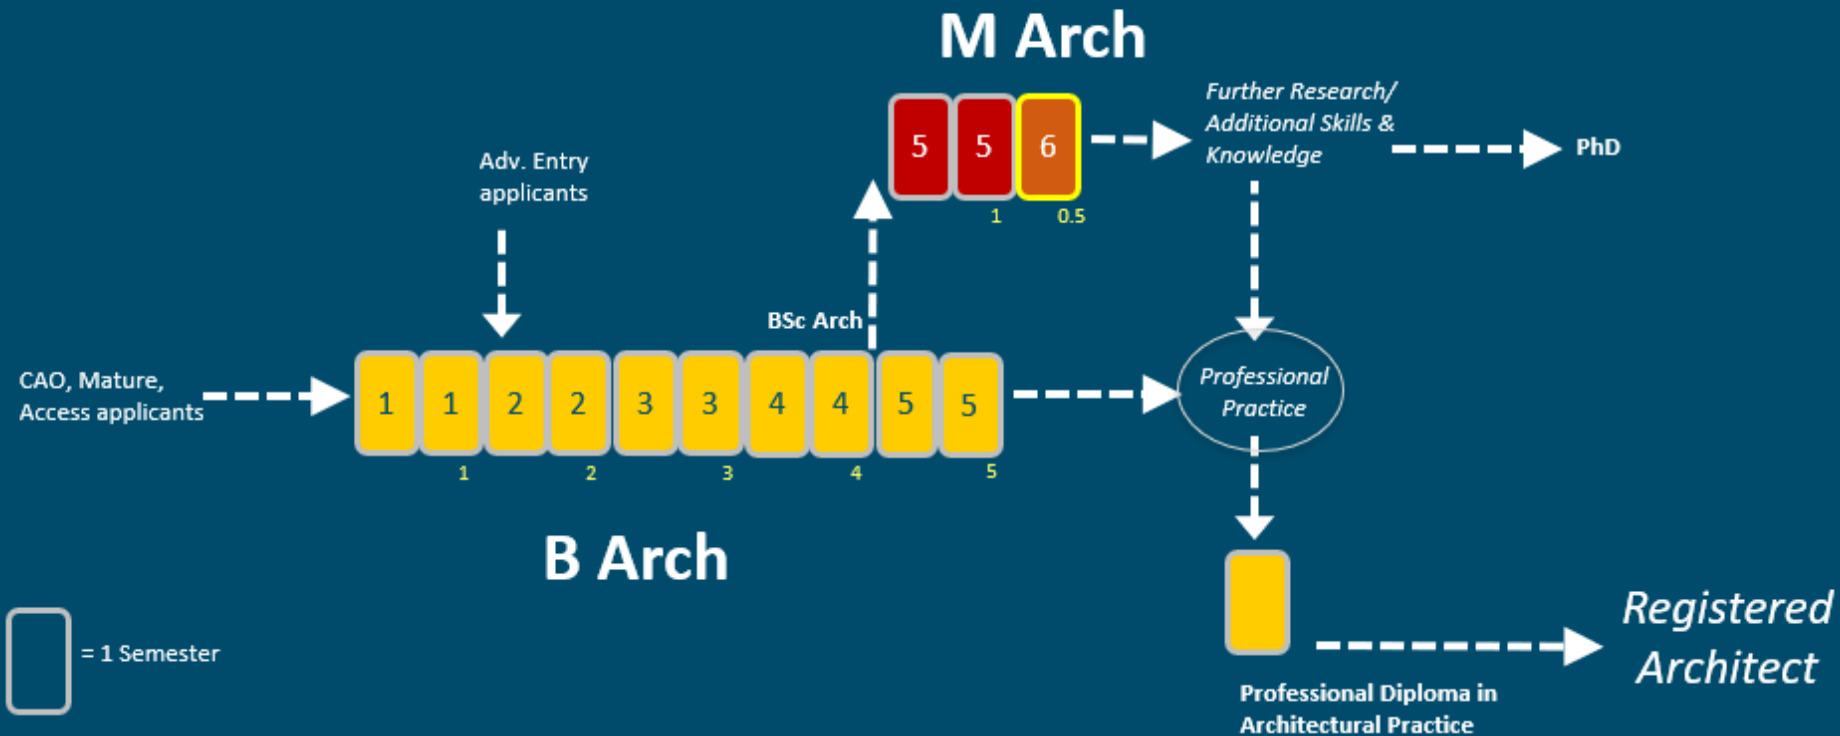 M Arch
5 5 6
1 0.5
Further Research/
Additional Skills &
Knowledge
PhD
Adv. Entry
applicants
BSc Arch
CAO, Mature,
Access applicants
1 1 2 2 3 3 4 4 5 5
1 2 3 4 5
Professional
Practice
B Arch
= 1 Semester
Professional Diploma in
Architectural Practice
Registered
Architect